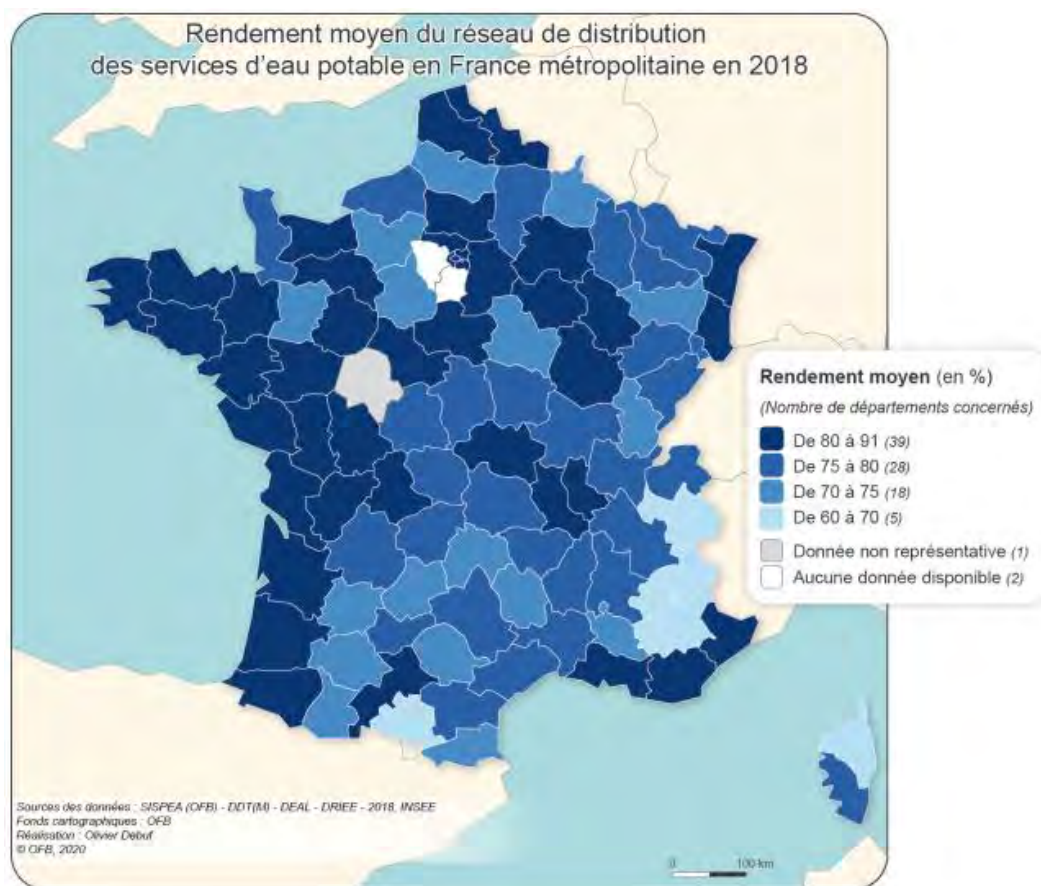 Rendement moyen du réseau de distribution
des services d'eau potable en France métropolitaine en 2018
Rendement moyen (en %)
(Nombre de départements concernés)
De 80 à 91 (39)
De 75 à 80 (28)
De 70 à 75 (18)
De 60 à 70 (5)
Donnée non représentative (1)
Aucune donnée disponible (2)
Sources des données : SISPEA (OFB) - DDT(M) - DEAL - DRIEE - 2018, INSEE
Fonds cartographiques : OFB
Réalisation : Olivier Debuf
© OFB, 2020
0 100 km